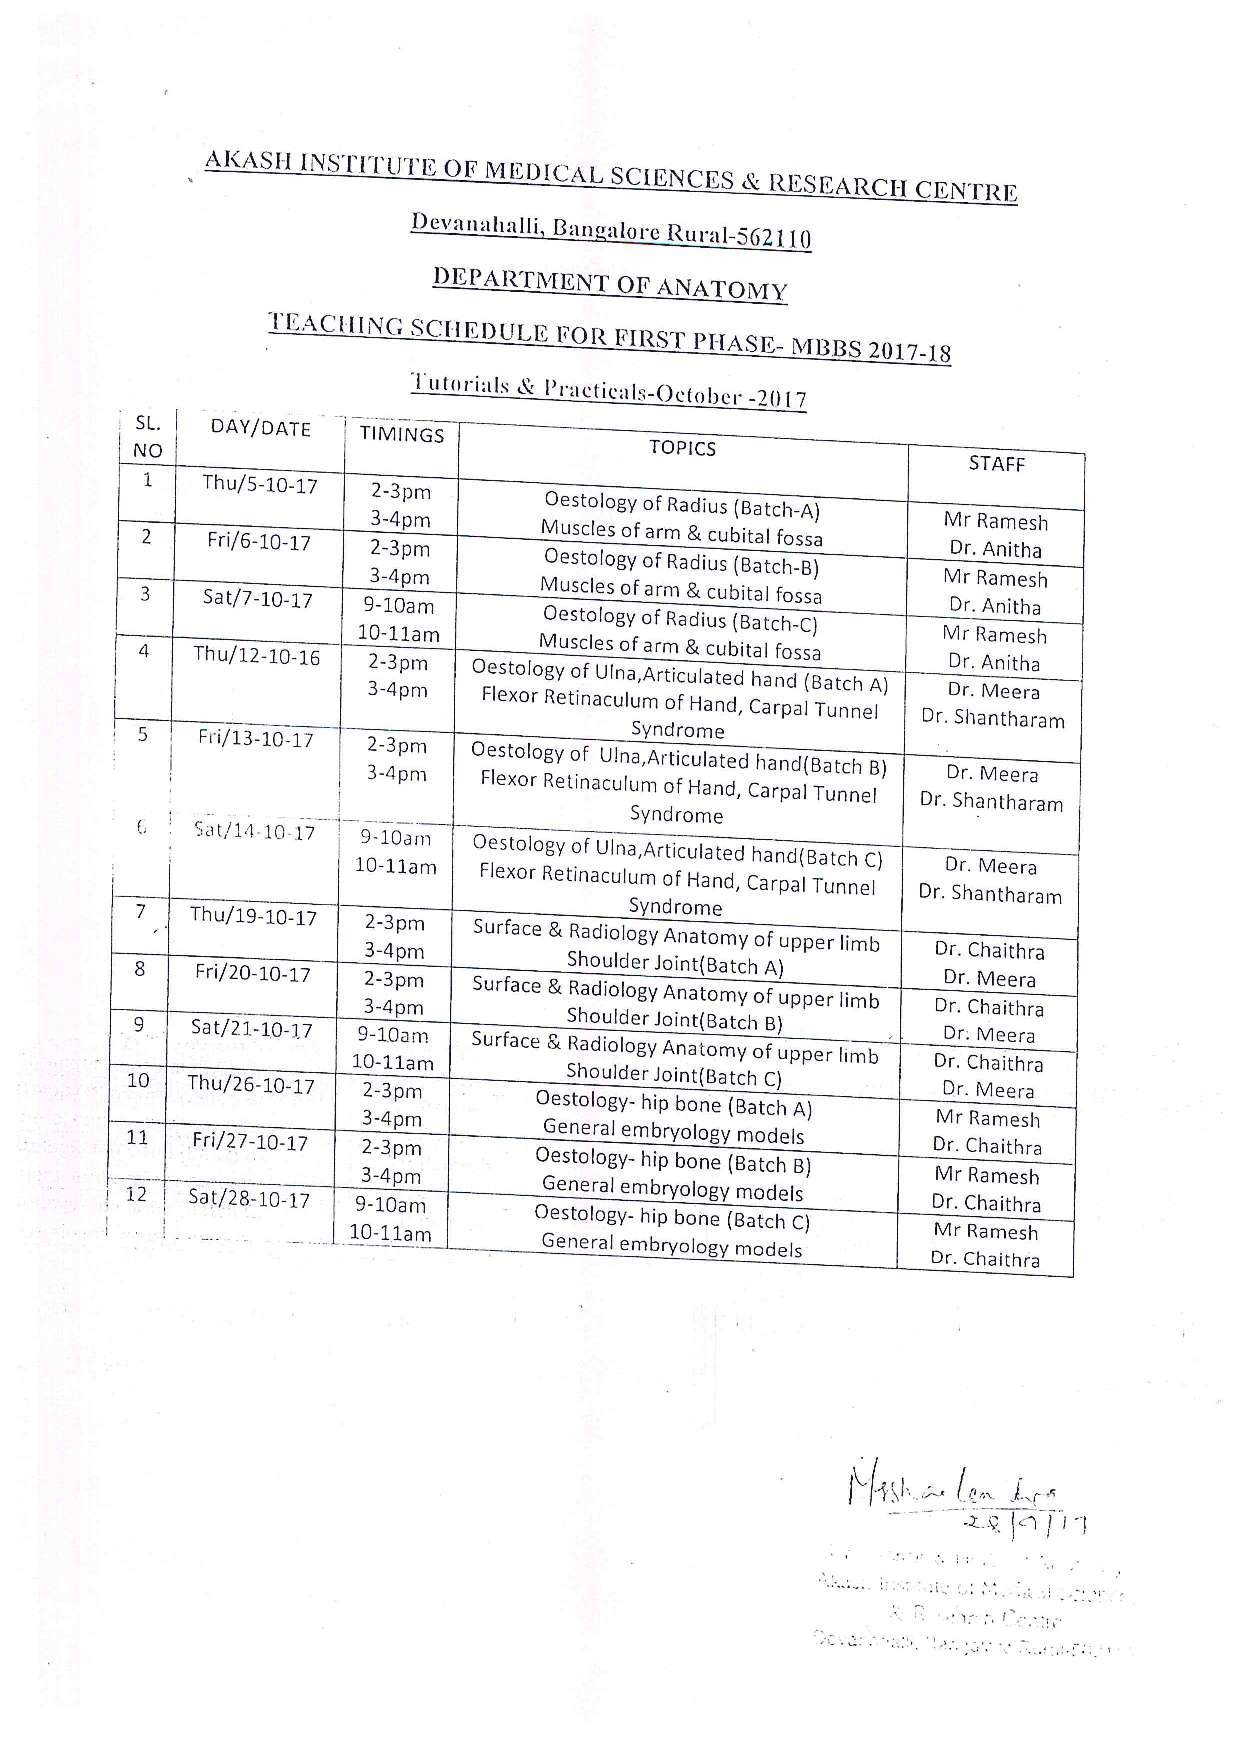 AKASH INSTITUTE OF MEDICAL SCIENCES & RESEARCH CENTRE
Devanahalli, Bangalore Rural-562110
DEPARTMENT OF ANATOMY
TEACHING SCHEDULE FOR FIRST PHASE- MBBS 2017-18
Tutorials & Practicals-October -2017
SL. NO DAY/DATE TIMINGS TOPICS STAFF
1 Thu/5-10-17 2-3pm Oestology of Radius (Batch-A) Mr Ramesh
3-4pm Muscles of arm & cubital fossa Dr. Anitha
2 Fri/6-10-17 2-3pm Oestology of Radius (Batch-B) Mr Ramesh
3-4pm Muscles of arm & cubital fossa Dr. Anitha
3 Sat/7-10-17 9-10am Oestology of Radius (Batch-C) Mr Ramesh
10-11am Muscles of arm & cubital fossa Dr. Anitha
4 Thu/12-10-16 2-3pm Oestology of Ulna,Articulated hand (Batch A) Dr. Meera
3-4pm Flexor Retinaculum of Hand, Carpal Tunnel Dr. Shantharam
Syndrome
5 Fri/13-10-17 2-3pm Oestology of Ulna,Articulated hand(Batch B) Dr. Meera
3-4pm Flexor Retinaculum of Hand, Carpal Tunnel Dr. Shantharam
Syndrome
6 Sat/14-10-17 9-10am Oestology of Ulna,Articulated hand(Batch C) Dr. Meera
10-11am Flexor Retinaculum of Hand, Carpal Tunnel Dr. Shantharam
Syndrome
7 Thu/19-10-17 2-3pm Surface & Radiology Anatomy of upper limb Dr. Chaithra
3-4pm Shoulder Joint(Batch A) Dr. Meera
8 Fri/20-10-17 2-3pm Surface & Radiology Anatomy of upper limb Dr. Chaithra
3-4pm Shoulder Joint(Batch B) Dr. Meera
9 Sat/21-10-17 9-10am Surface & Radiology Anatomy of upper limb Dr. Chaithra
10-11am Shoulder Joint(Batch C) Dr. Meera
10 Thu/26-10-17 2-3pm Oestology- hip bone (Batch A) Mr Ramesh
3-4pm General embryology models Dr. Chaithra
11 Fri/27-10-17 2-3pm Oestology- hip bone (Batch B) Mr Ramesh
3-4pm General embryology models Dr. Chaithra
12 Sat/28-10-17 9-10am Oestology- hip bone (Batch C) Mr Ramesh
10-11am General embryology models Dr. Chaithra
28/9/17